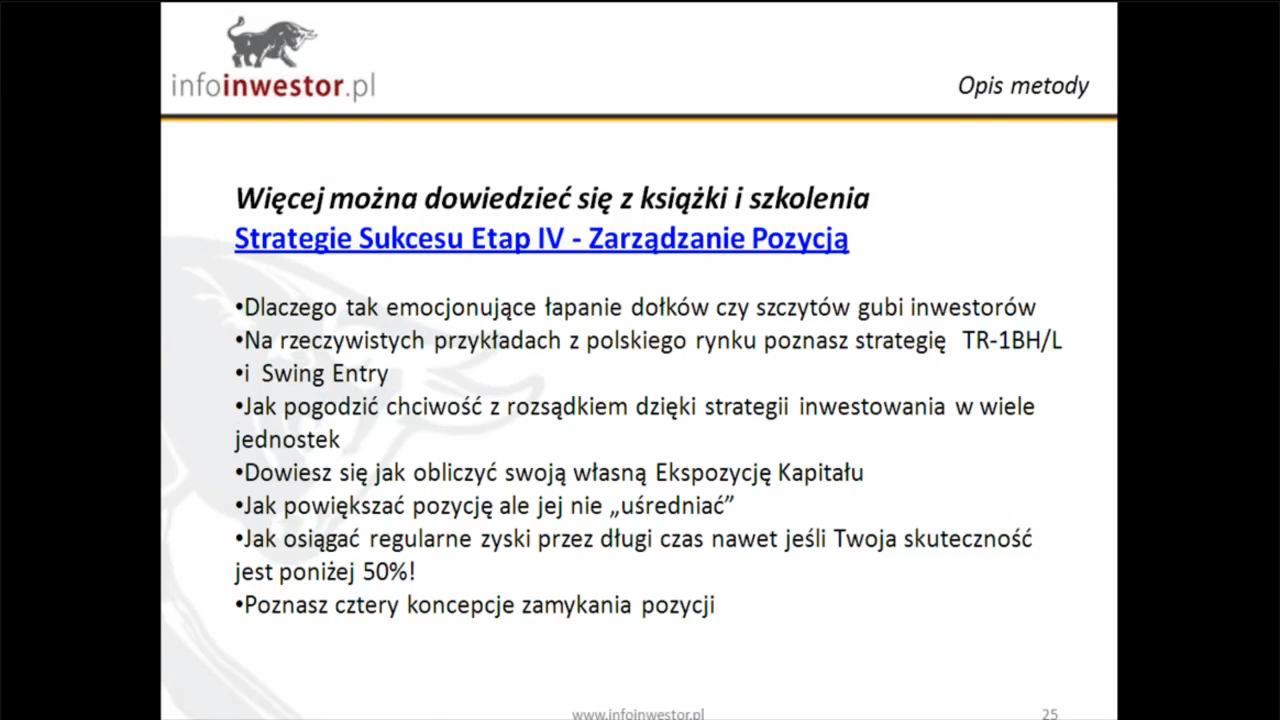 infoinwestor.pl
Opis metody
Więcej można dowiedzieć się z książki i szkolenia
Strategie Sukcesu Etap IV - Zarządzanie Pozycją
•Dlaczego tak emocjonujące łapanie dołków czy szczytów gubi inwestorów
•Na rzeczywistych przykładach z polskiego rynku poznasz strategię TR-1BH/L
•i Swing Entry
•Jak pogodzić chciwość z rozsądkiem dzięki strategii inwestowania w wiele
jednostek
•Dowiesz się jak obliczyć swoją własną Ekspozycję Kapitału
•Jak powiększać pozycję ale jej nie „uśredniać”
•Jak osiągać regularne zyski przez długi czas nawet jeśli Twoja skuteczność
jest poniżej 50%!
•Poznasz cztery koncepcje zamykania pozycji
www.infoinwestor.pl
25